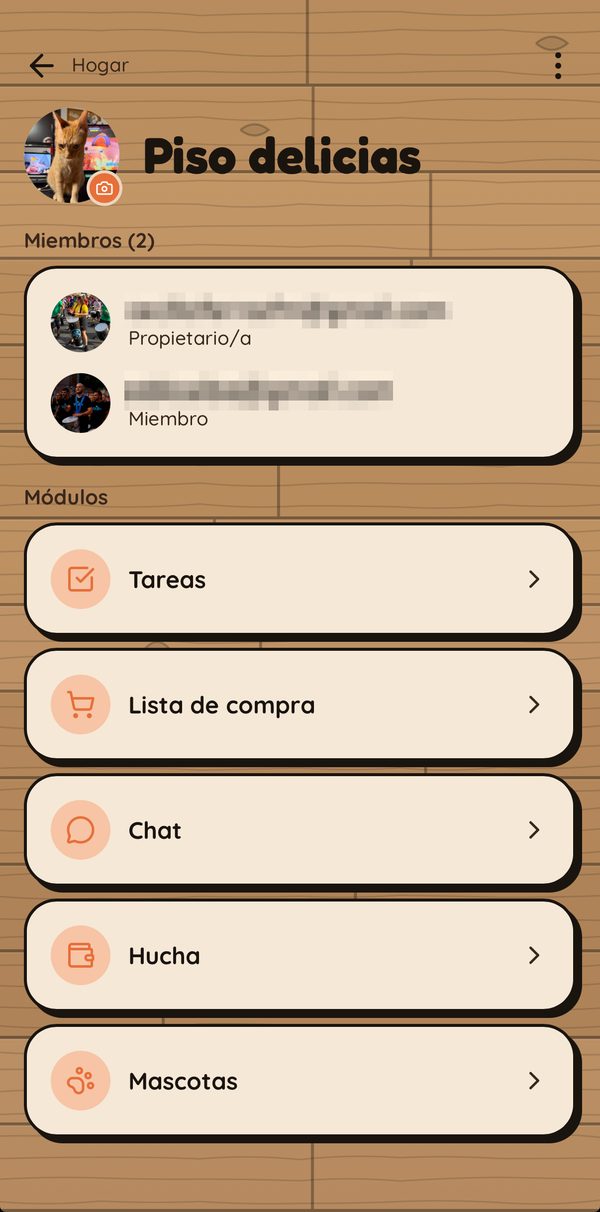 Hogar
Piso delicias
Miembros (2)
Propietario/a
Miembro
Módulos
Tareas
Lista de compra
Chat
Hucha
Mascotas